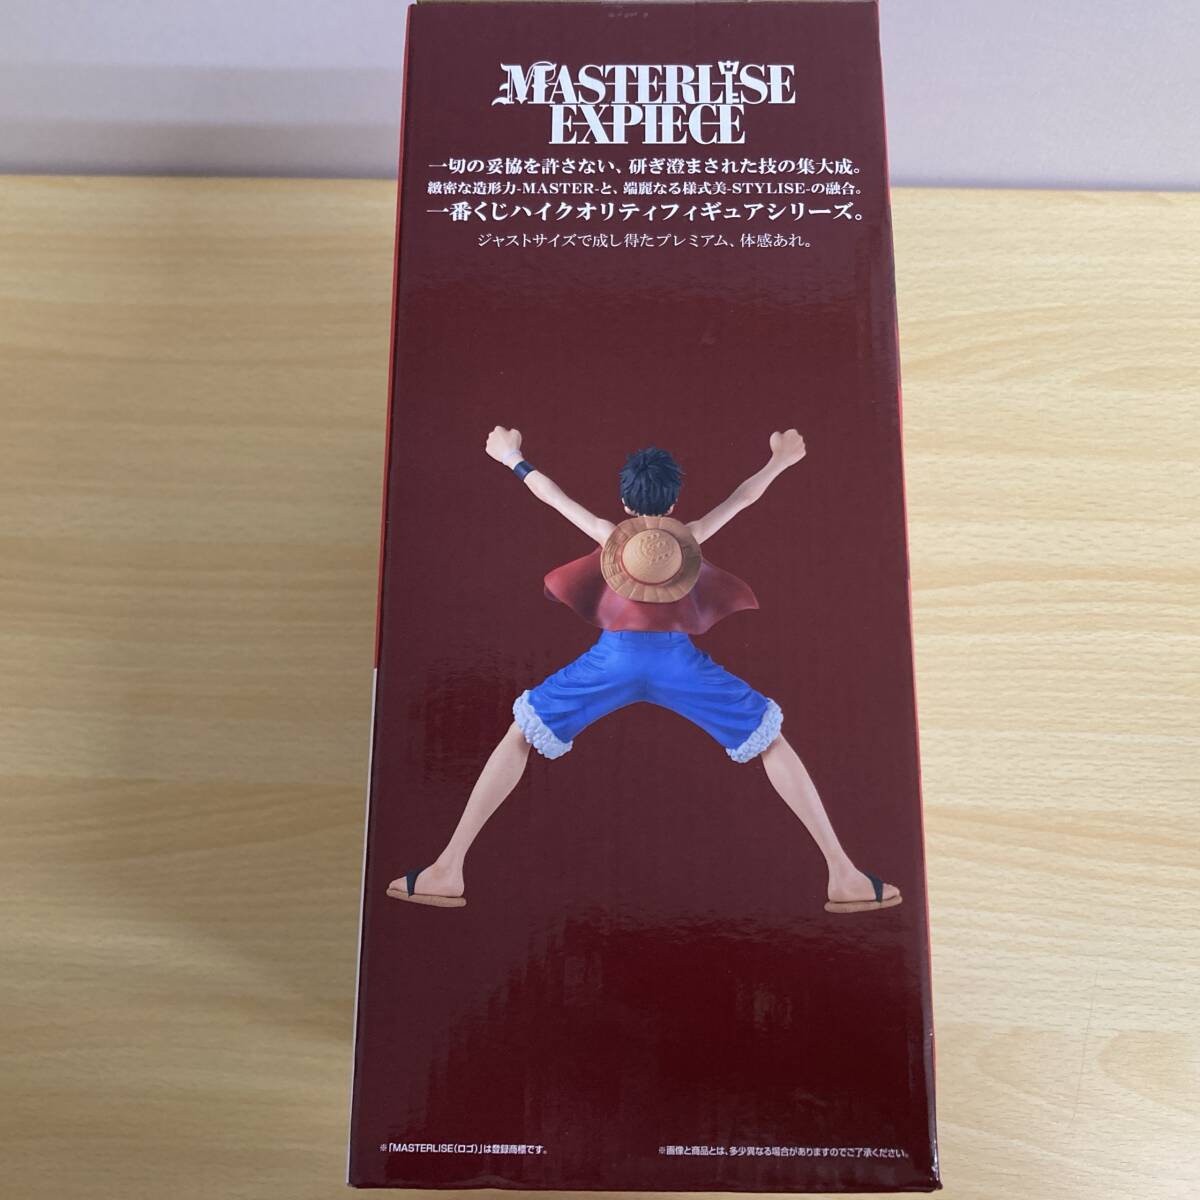 MASTERLISE
EXPIECE
一切の妥協を許さない、研ぎ澄まされた技の集大成。
緻密な造形力-MASTER-と、端麗なる様式美-STYLISE-の融合。
一番くじハイクオリティフィギュアシリーズ。
ジャストサイズで成し得たプレミアム、体感あれ。
※「MASTERLISE(ロゴ)」は登録商標です。
※画像と商品とは、多少異なる場合がありますのでご了承ください。